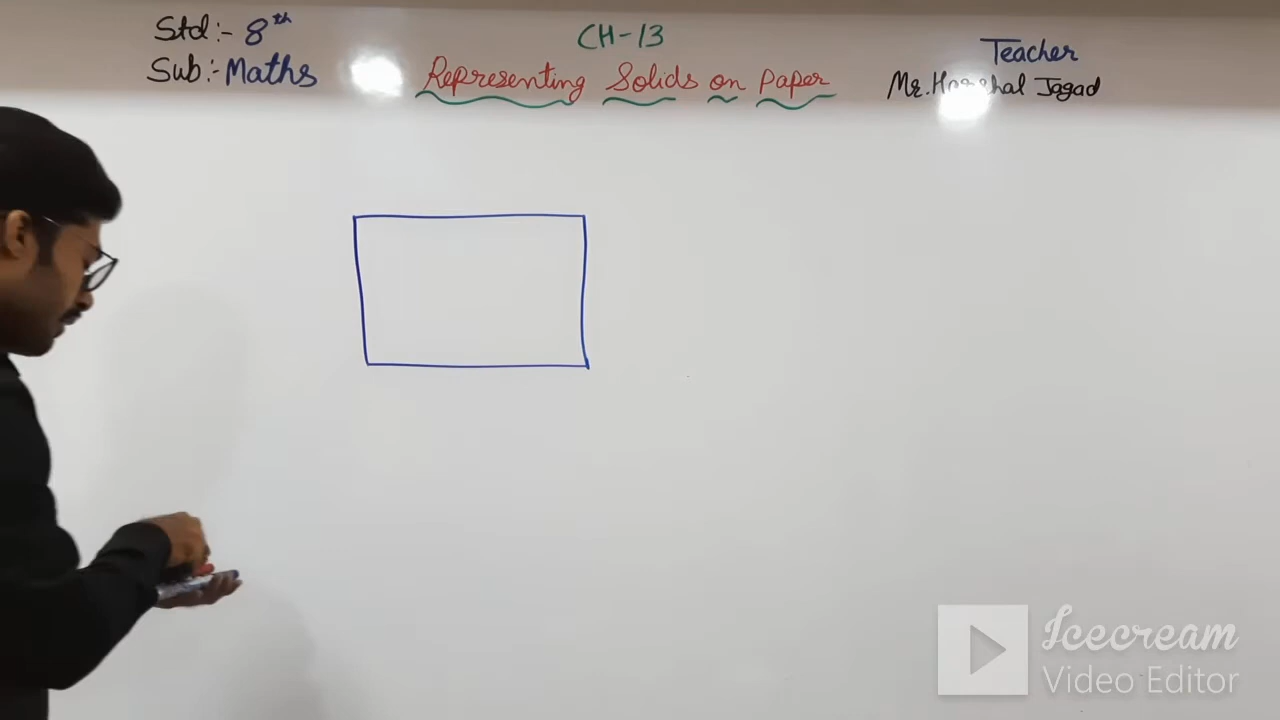 Std:- 8th
Sub:- Maths
CH-13
Representing Solids on Paper
Teacher
Mr. Jagad
Icecream
Video Editor